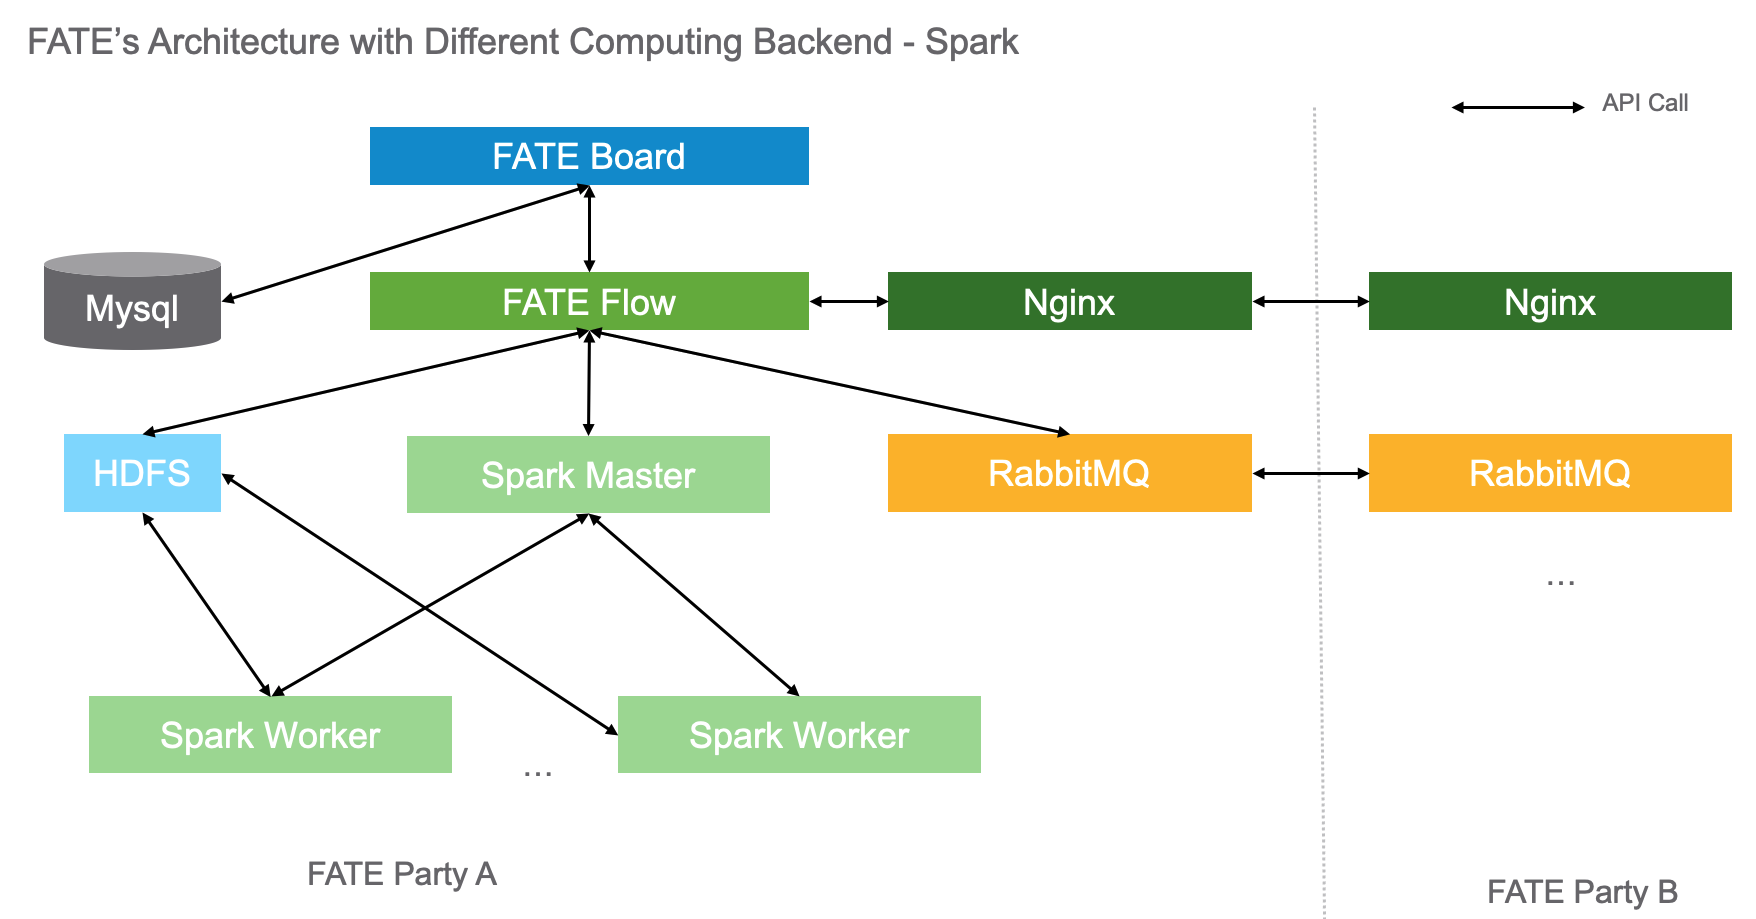 FATE’s Architecture with Different Computing Backend - Spark
API Call
FATE Board
Mysql
FATE Flow
Nginx
Nginx
HDFS
Spark Master
RabbitMQ
RabbitMQ
...
Spark Worker
...
Spark Worker
FATE Party A
FATE Party B